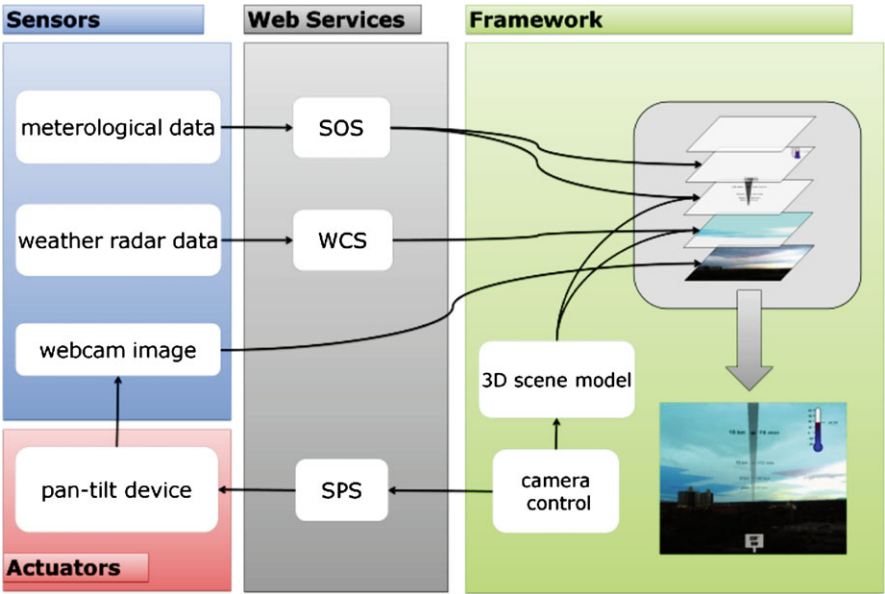 Sensors
Web Services
Framework
meterological data
SOS
weather radar data
WCS
webcam image
3D scene model
pan-tilt device
SPS
camera
control
Actuators